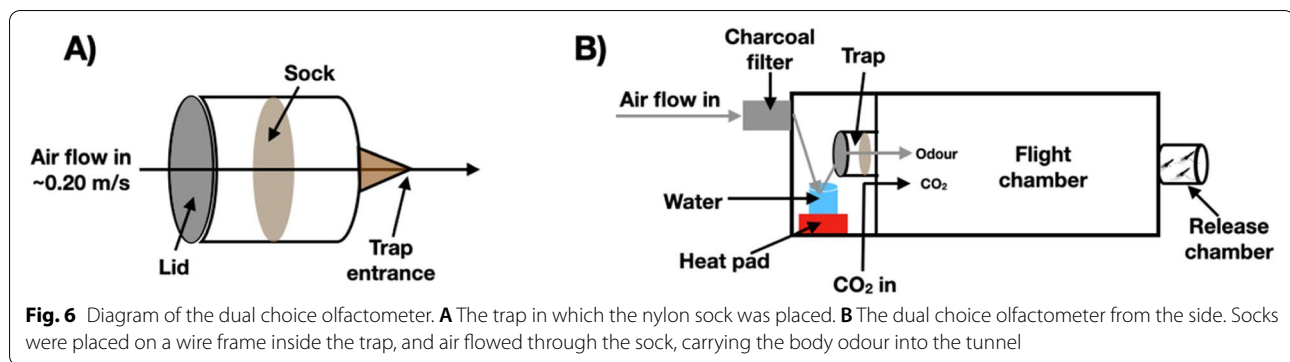 A)
Sock
Air flow in
~0.20 m/s
Lid
Trap
entrance
B)
Charcoal
filter
Trap
Air flow in
Odour
CO₂
Flight
chamber
Water
Heat pad
CO₂ in
Release
chamber
Fig. 6 Diagram of the dual choice olfactometer. A The trap in which the nylon sock was placed. B The dual choice olfactometer from the side. Socks
were placed on a wire frame inside the trap, and air flowed through the sock, carrying the body odour into the tunnel